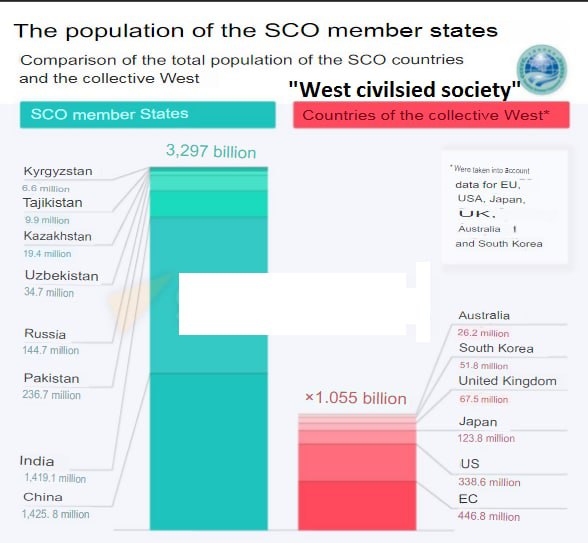 The population of the SCO member states
Comparison of the total population of the SCO countries
and the collective West
"West civilsied society"
SCO member States
Countries of the collective West*
3,297 billion
Kyrgyzstan
6.6 million
Tajikistan
9.9 million
Kazakhstan
19.4 million
Uzbekistan
34.7 million
Russia
144.7 million
Pakistan
236.7 million
India
1,419.1 million
China
1,425. 8 million
* Were taken into account
data for EU,
USA, Japan,
UK.
Australia
and South Korea
×1.055 billion
Australia
26.2 million
South Korea
51.8 million
United Kingdom
67.5 million
Japan
123.8 million
US
338.6 million
EC
446.8 million